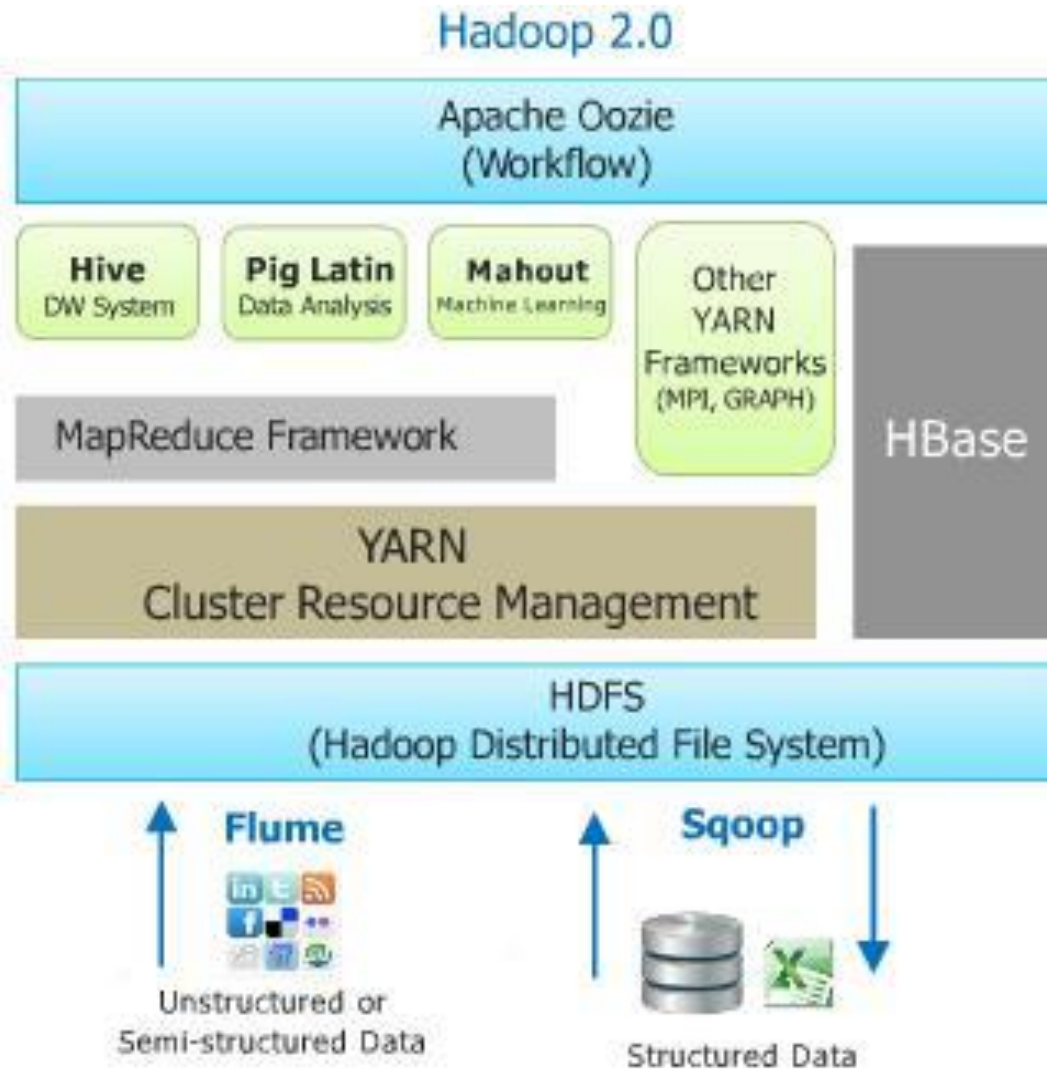 Hadoop 2.0
Apache Oozie
(Workflow)
Hive
DW System
Pig Latin
Data Analysis
Mahout
Machine Learning
Other
YARN
Frameworks
(MPI, GRAPH)
HBase
MapReduce Framework
YARN
Cluster Resource Management
HDFS
(Hadoop Distributed File System)
Flume
in t
f
Unstructured or
Semi-structured Data
Sqoop
X
Structured Data